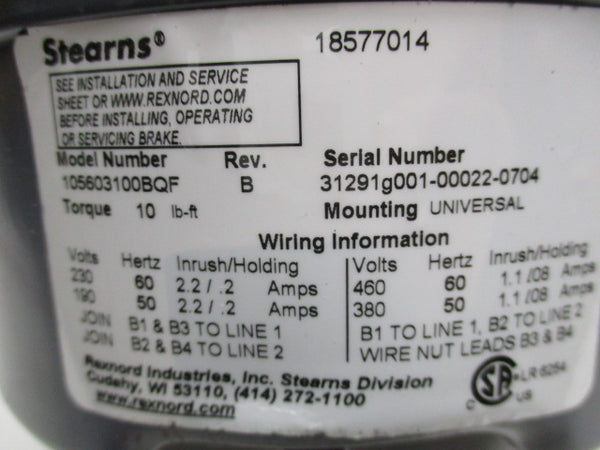 Stearns® 18577014
SEE INSTALLATION AND SERVICE
SHEET OR WWW.REXNORD.COM
BEFORE INSTALLING, OPERATING
OR SERVICING BRAKE.
Model Number Rev. Serial Number
105603100BQF B 31291g001-00022-0704
Torque 10 lb-ft Mounting UNIVERSAL
Wiring Information
Volts Hertz Inrush/Holding
230 60 2.2 / .2 Amps
190 50 2.2 / .2 Amps
JOIN B1 & B3 TO LINE 1
JOIN B2 & B4 TO LINE 2
Volts Hertz Inrush/Holding
460 60 1.1 /08 Amps
380 50 1.1 /08 Amps
B1 TO LINE 1, B2 TO LINE 2
WIRE NUT LEADS B3 & B4
Rexnord Industries, Inc. Stearns Division
Cudahy, WI 53110, (414) 272-1100
www.rexnord.com
C SA US
LR 6254